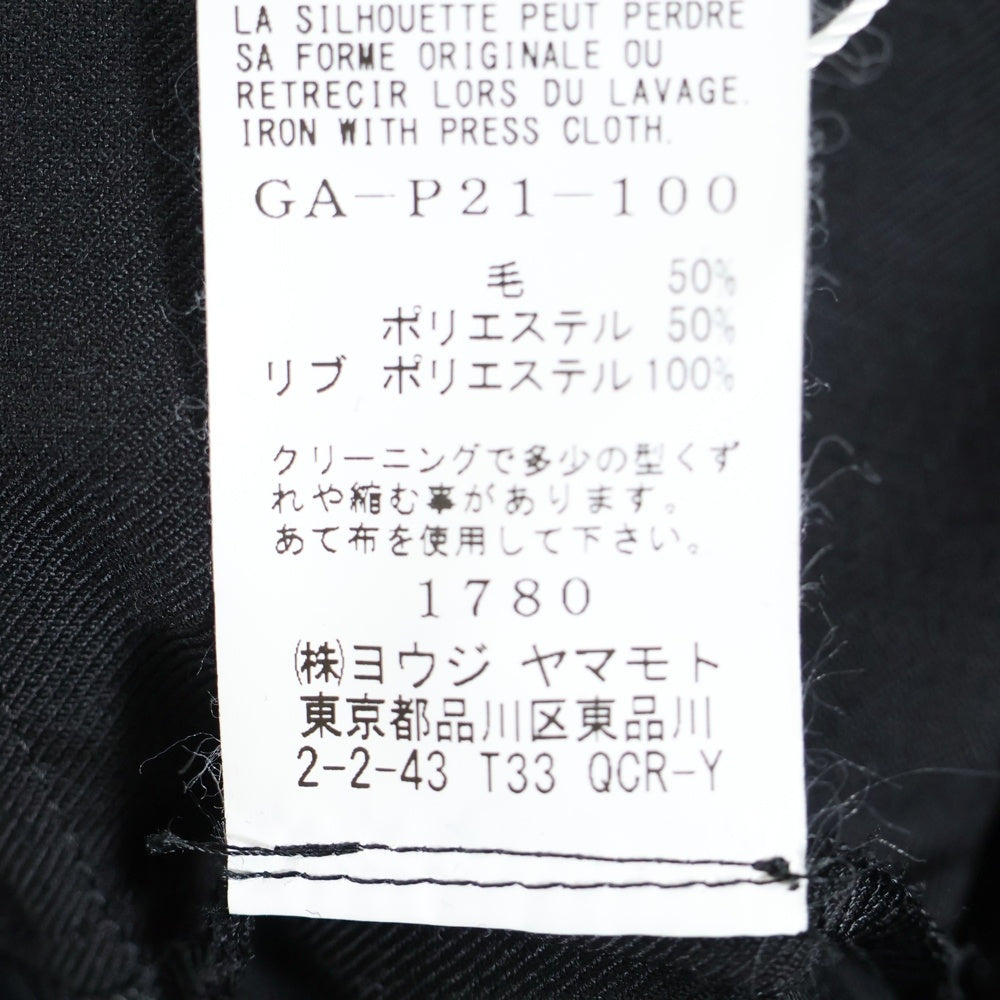 LA SILHOUETTE PEUT PERDRE
SA FORME ORIGINALE OU
RETRECIR LORS DU LAVAGE.
IRON WITH PRESS CLOTH.
GA-P21-100
毛 50%
ポリエステル 50%
リブ ポリエステル 100%
クリーニングで多少の型くず
れや縮む事があります。
あて布を使用して下さい。
1780
(株)ヨウジ ヤマモト
東京都品川区東品川
2-2-43 T33 QCR-Y